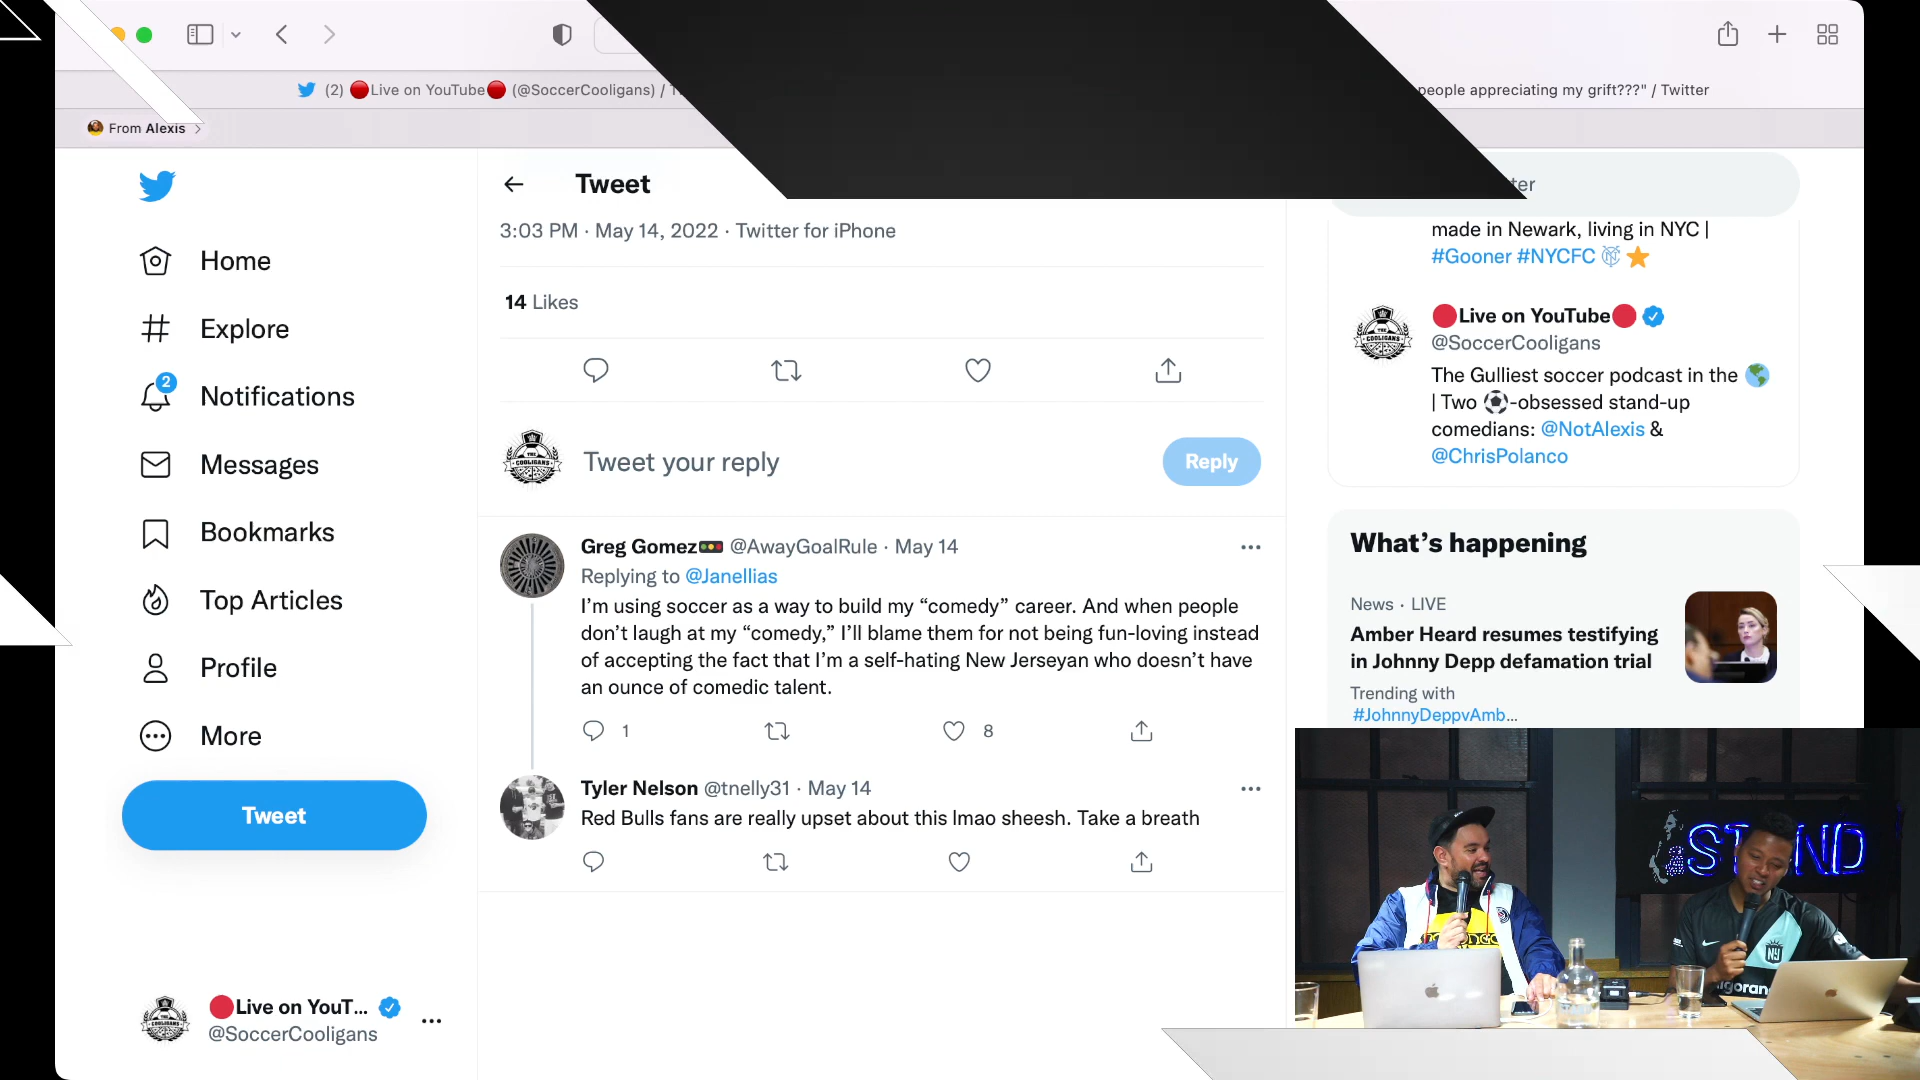 (2) 🔴Live on YouTube🔴 (@SoccerCooligans) /
people appreciating my grift???" / Twitter
From Alexis >
Tweet
3:03 PM · May 14, 2022 · Twitter for iPhone
14 Likes
Tweet your reply
Reply
Greg Gomez🚥 @AwayGoalRule · May 14
Replying to @Janellias
I'm using soccer as a way to build my “comedy” career. And when people
don't laugh at my “comedy,” I'll blame them for not being fun-loving instead
of accepting the fact that I'm a self-hating New Jerseyan who doesn't have
an ounce of comedic talent.
1
8
Tyler Nelson @tnelly31 · May 14
Red Bulls fans are really upset about this lmao sheesh. Take a breath
Home
Explore
2
Notifications
Messages
Bookmarks
Top Articles
Profile
More
Tweet
🔴Live on YouT...
@SoccerCooligans
made in Newark, living in NYC |
#Gooner #NYCFC
THE
COOLIGANS
🔴Live on YouTube🔴
@SoccerCooligans
The Gulliest soccer podcast in the 🌎
| Two ⚽-obsessed stand-up
comedians: @NotAlexis &
@ChrisPolanco
What's happening
News · LIVE
Amber Heard resumes testifying
in Johnny Depp defamation trial
Trending with
#JohnnyDeppvAmb...
NY